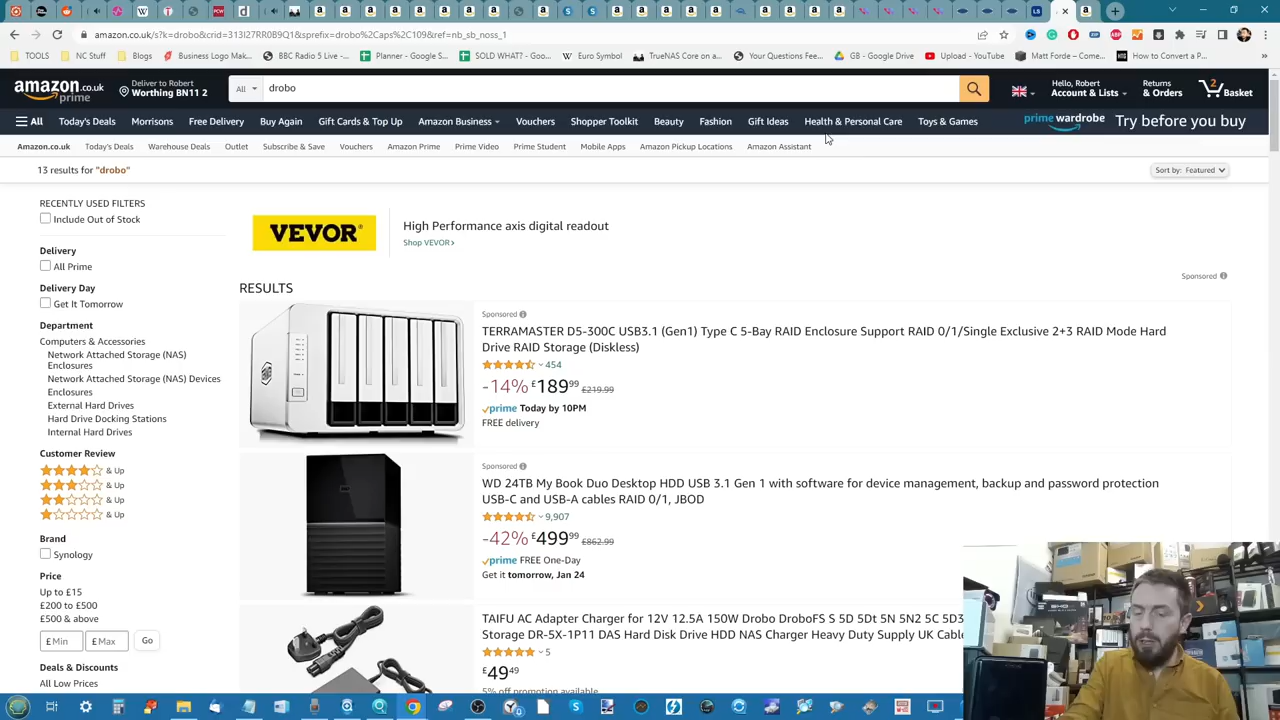 amazon.co.uk/s?k=drobo&crid=313I27RR0B9Q1&sprefix=drobo%2Caps%2C109&ref=nb_sb_noss_1
TOOLS
NC Stuff
Blogs
Business Logo Mak...
BBC Radio 5 Live -...
Planner - Google S...
SOLD WHAT? - Goo...
Euro Symbol
TrueNAS Core on a...
Your Questions Fee...
GB - Google Drive
Upload - YouTube
Matt Forde – Come...
How to Convert a P...
amazon.co.uk
prime
Deliver to Robert
Worthing BN11 2
All
drobo
Hello, Robert
Account & Lists
Returns
& Orders
2
Basket
All
Today's Deals
Morrisons
Free Delivery
Buy Again
Gift Cards & Top Up
Amazon Business
Vouchers
Shopper Toolkit
Beauty
Fashion
Gift Ideas
Health & Personal Care
Toys & Games
prime wardrobe
Try before you buy
Amazon.co.uk
Today's Deals
Warehouse Deals
Outlet
Subscribe & Save
Vouchers
Amazon Prime
Prime Video
Prime Student
Mobile Apps
Amazon Pickup Locations
Amazon Assistant
13 results for "drobo"
Sort by: Featured
RECENTLY USED FILTERS
Include Out of Stock
Delivery
All Prime
Delivery Day
Get It Tomorrow
Department
Computers & Accessories
Network Attached Storage (NAS)
Enclosures
Network Attached Storage (NAS) Devices
Enclosures
External Hard Drives
Hard Drive Docking Stations
Internal Hard Drives
Customer Review
& Up
& Up
& Up
& Up
Brand
Synology
Price
Up to £15
£200 to £500
£500 & above
£ Min
£ Max
Go
Deals & Discounts
All Low Prices
VEVOR®
High Performance axis digital readout
Shop VEVOR ›
Sponsored
RESULTS
Sponsored
TERRAMASTER D5-300C USB3.1 (Gen1) Type C 5-Bay RAID Enclosure Support RAID 0/1/Single Exclusive 2+3 RAID Mode Hard
Drive RAID Storage (Diskless)
454
-14% £189.99 £219.99
prime Today by 10PM
FREE delivery
Sponsored
WD 24TB My Book Duo Desktop HDD USB 3.1 Gen 1 with software for device management, backup and password protection
USB-C and USB-A cables RAID 0/1, JBOD
9,907
-42% £499.99 £862.99
prime FREE One-Day
Get it tomorrow, Jan 24
TAIFU AC Adapter Charger for 12V 12.5A 150W Drobo DroboFS S 5D 5Dt 5N 5N2 5C 5D3
Storage DR-5X-1P11 DAS Hard Disk Drive HDD NAS Charger Heavy Duty Supply UK Cable
5
£49.49
5% off promotion available